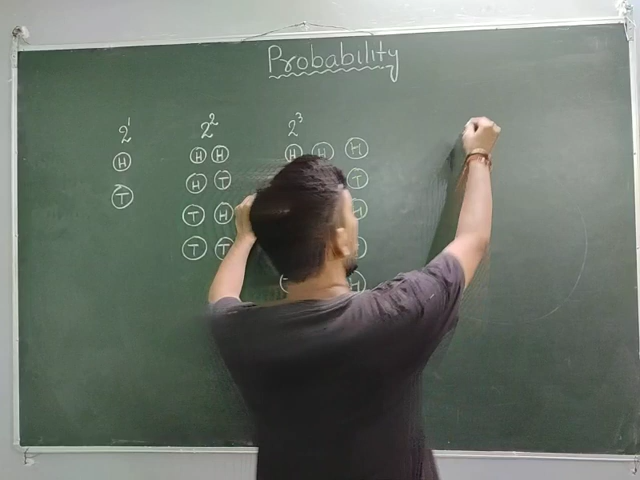 Probability
2¹ 2² 2³
H H H H H H
H T T
T T H H
T T
H